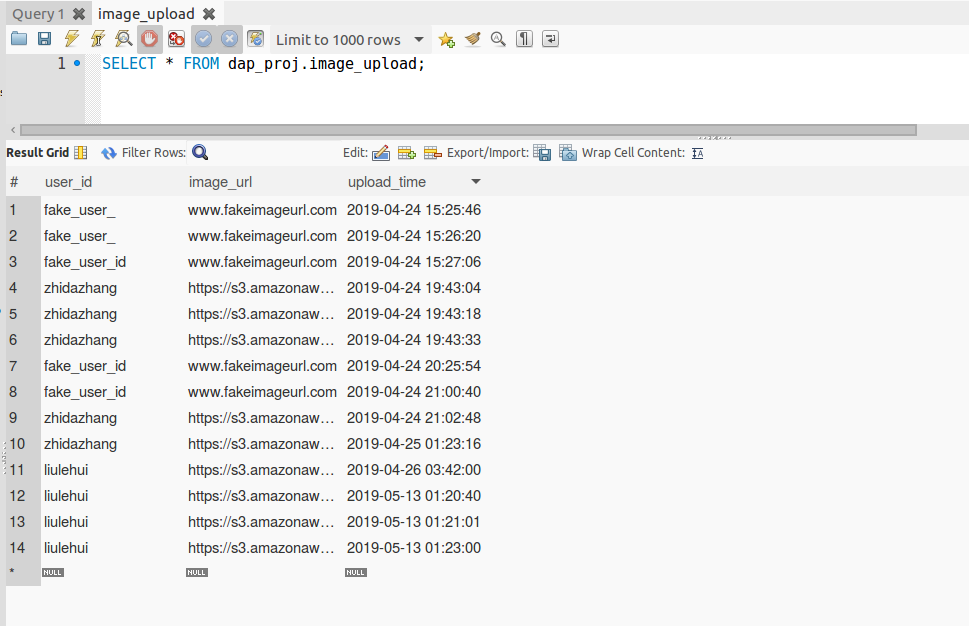 Query 1 image_upload
Limit to 1000 rows
1 SELECT * FROM dap_proj.image_upload;
Result Grid Filter Rows: Edit: Export/Import: Wrap Cell Content:
# user_id image_url upload_time
1 fake_user_ www.fakeimageurl.com 2019-04-24 15:25:46
2 fake_user_ www.fakeimageurl.com 2019-04-24 15:26:20
3 fake_user_id www.fakeimageurl.com 2019-04-24 15:27:06
4 zhidazhang https://s3.amazonaw… 2019-04-24 19:43:04
5 zhidazhang https://s3.amazonaw… 2019-04-24 19:43:18
6 zhidazhang https://s3.amazonaw… 2019-04-24 19:43:33
7 fake_user_id www.fakeimageurl.com 2019-04-24 20:25:54
8 fake_user_id www.fakeimageurl.com 2019-04-24 21:00:40
9 zhidazhang https://s3.amazonaw… 2019-04-24 21:02:48
10 zhidazhang https://s3.amazonaw… 2019-04-25 01:23:16
11 liulehui https://s3.amazonaw… 2019-04-26 03:42:00
12 liulehui https://s3.amazonaw… 2019-05-13 01:20:40
13 liulehui https://s3.amazonaw… 2019-05-13 01:21:01
14 liulehui https://s3.amazonaw… 2019-05-13 01:23:00
* NULL NULL NULL